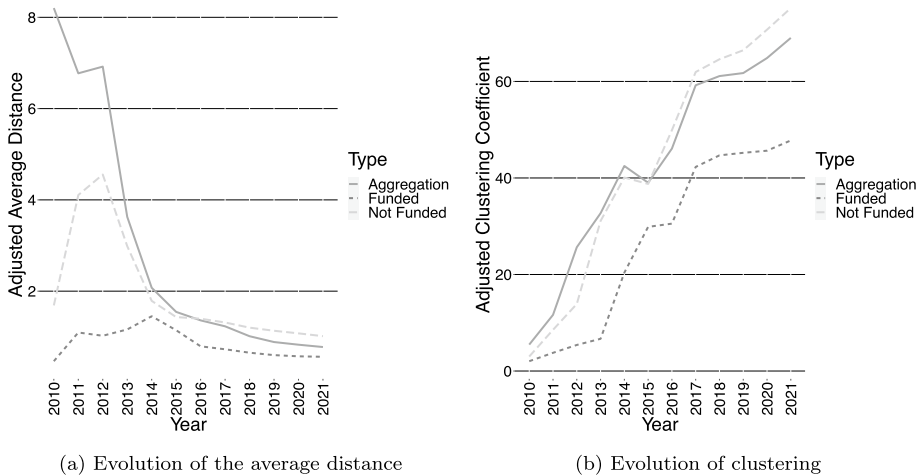 Adjusted Average Distance
8
6
4
2
2010
2011
2012
2013
2014
2015
2016
2017
2018
2019
2020
2021
Year
Type
Aggregation
Funded
Not Funded
(a) Evolution of the average distance
Adjusted Clustering Coefficient
60
40
20
0
2010
2011
2012
2013
2014
2015
2016
2017
2018
2019
2020
2021
Year
Type
Aggregation
Funded
Not Funded
(b) Evolution of clustering